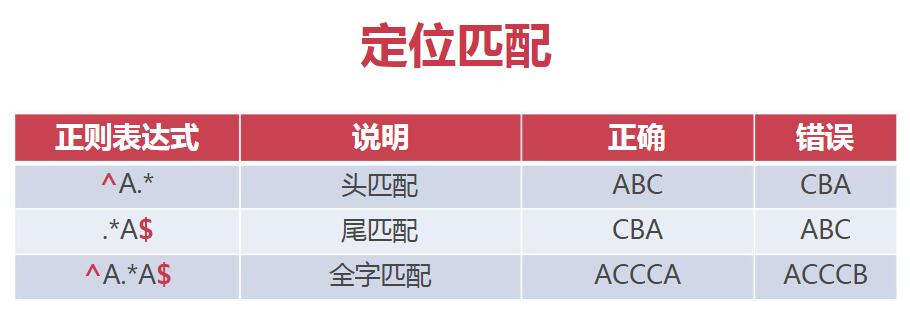 定位匹配
正则表达式 说明 正确 错误
^A.* 头匹配 ABC CBA
.*A$ 尾匹配 CBA ABC
^A.*A$ 全字匹配 ACCCA ACCCB